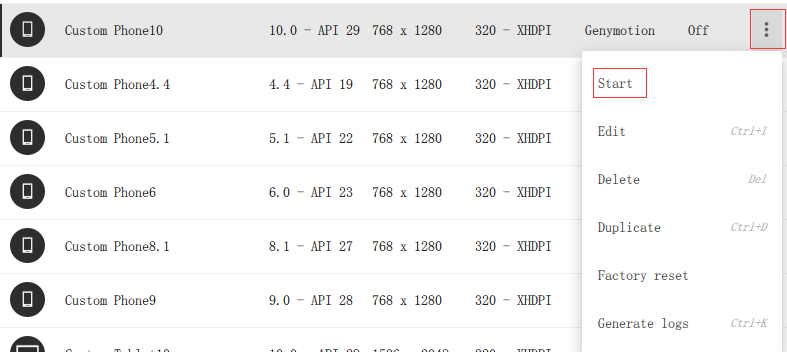 Custom Phone10 10.0 - API 29 768 x 1280 320 - XHDPI Genymotion Off
Custom Phone4.4 4.4 - API 19 768 x 1280 320 - XHDPI
Start
Custom Phone5.1 5.1 - API 22 768 x 1280 320 - XHDPI
Edit Ctrl+I
Custom Phone6 6.0 - API 23 768 x 1280 320 - XHDPI
Delete Del
Custom Phone8.1 8.1 - API 27 768 x 1280 320 - XHDPI
Duplicate Ctrl+D
Factory reset
Custom Phone9 9.0 - API 28 768 x 1280 320 - XHDPI
Generate logs Ctrl+K